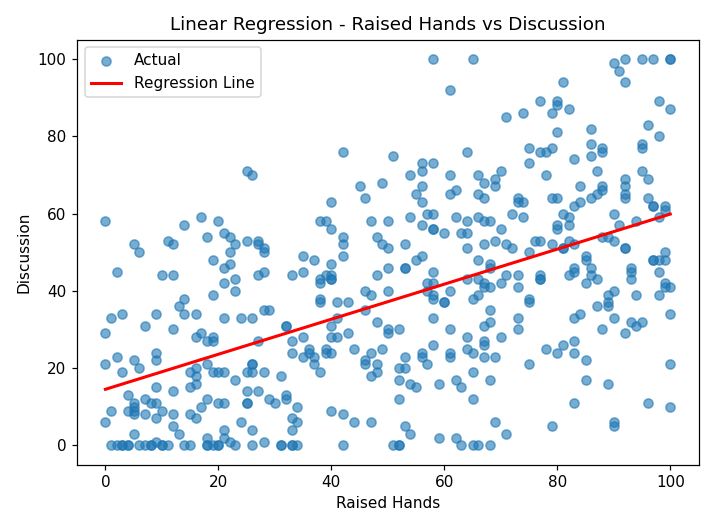 Linear Regression - Raised Hands vs Discussion
Actual
Regression Line
100
80
60
40
20
0
Discussion
0 20 40 60 80 100
Raised Hands